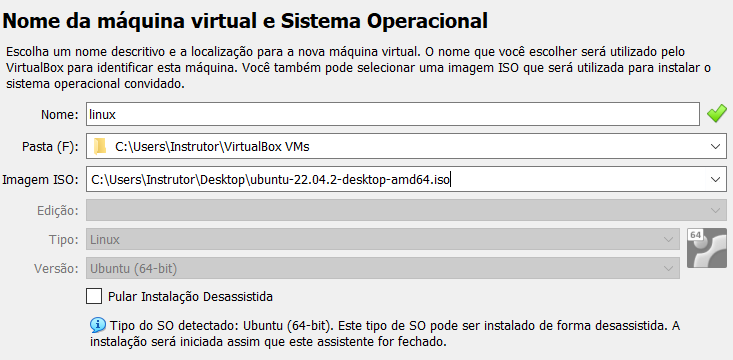 Nome da máquina virtual e Sistema Operacional
Escolha um nome descritivo e a localização para a nova máquina virtual. O nome que você escolher será utilizado pelo
VirtualBox para identificar esta máquina. Você também pode selecionar uma imagem ISO que será utilizada para instalar o
sistema operacional convidado.
Nome: linux
Pasta (F): C:\Users\Instrutor\VirtualBox VMs
Imagem ISO: C:\Users\Instrutor\Desktop\ubuntu-22.04.2-desktop-amd64.iso
Edição:
Tipo: Linux
64
Versão: Ubuntu (64-bit)
Pular Instalação Desassistida
Tipo do SO detectado: Ubuntu (64-bit). Este tipo de SO pode ser instalado de forma desassistida. A
instalação será iniciada assim que este assistente for fechado.